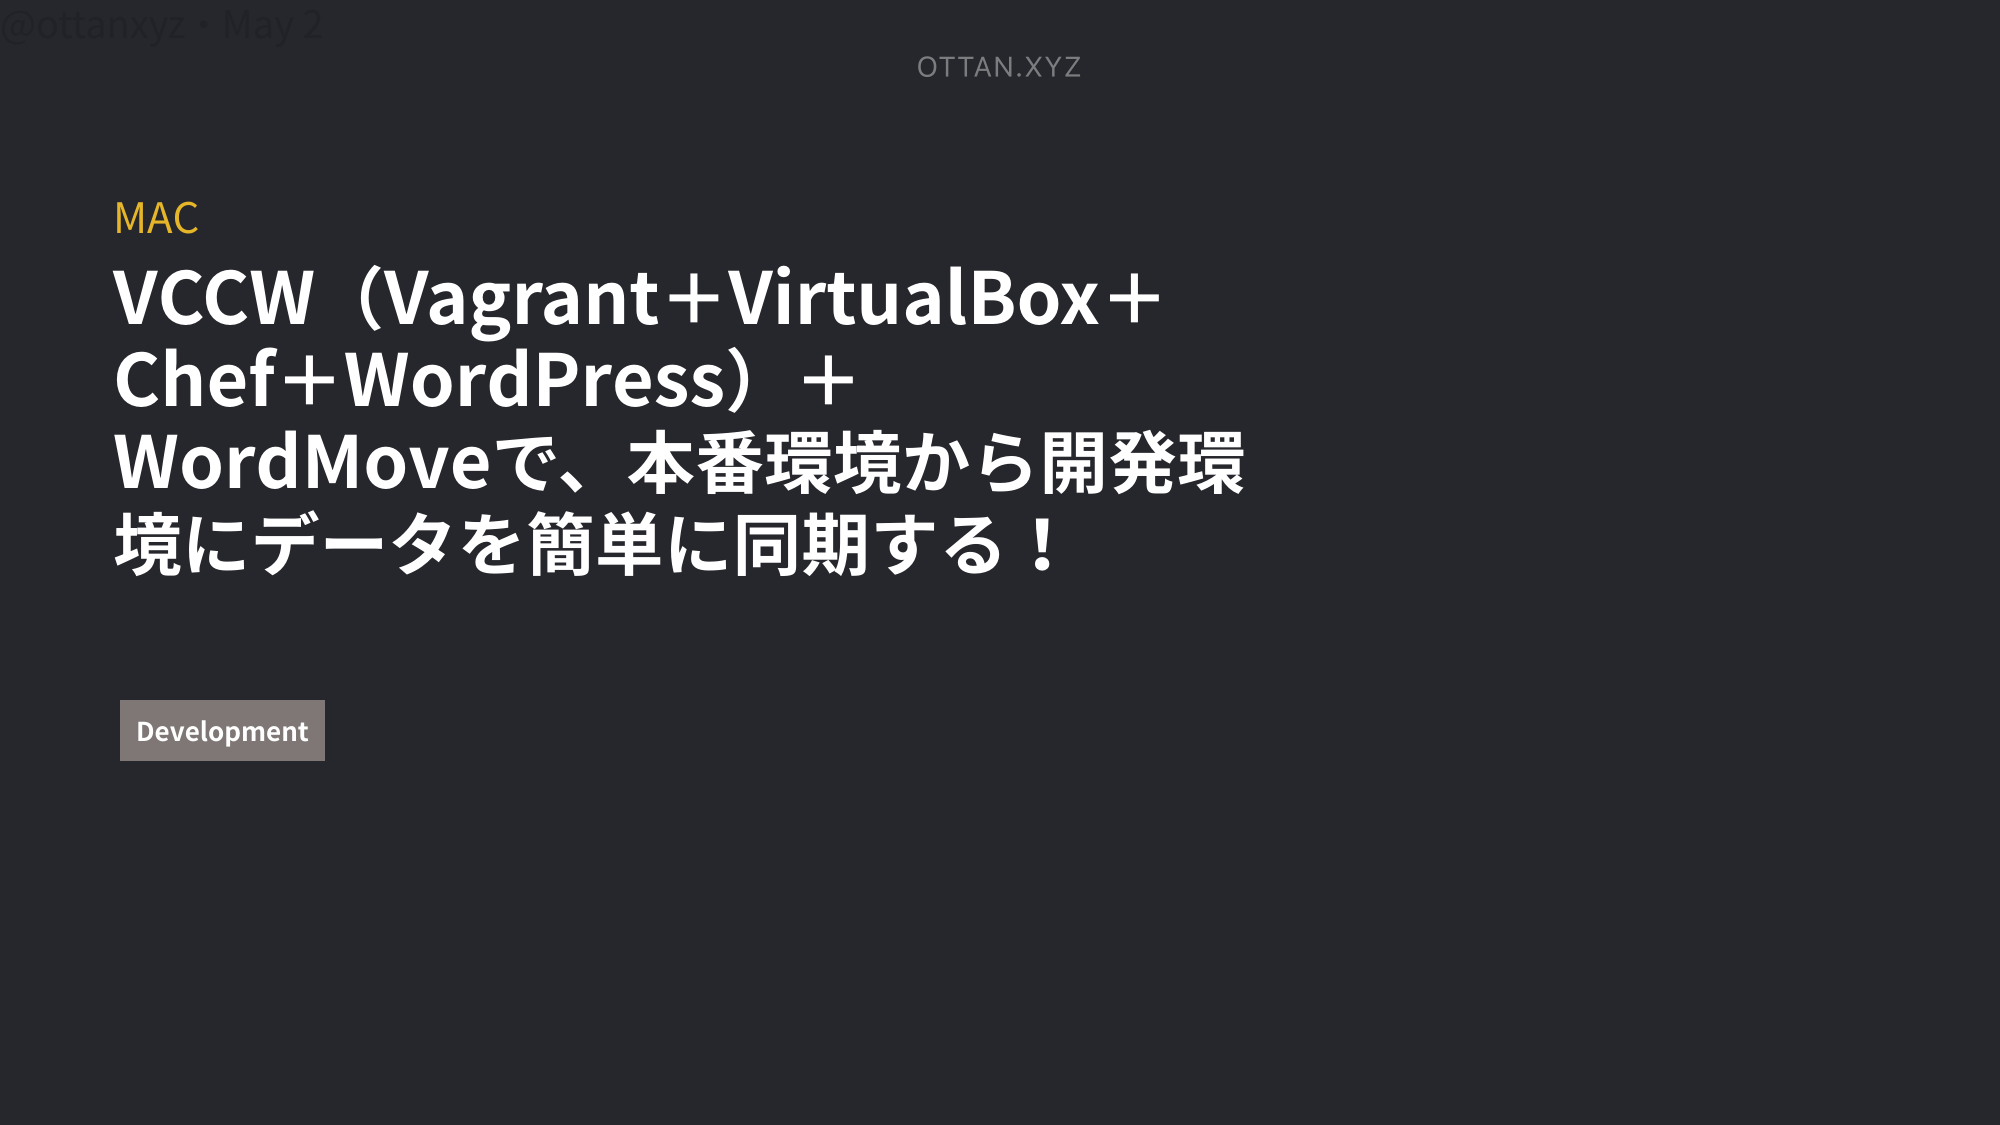 @ottanxyz・May 2
OTTAN.XYZ
MAC
VCCW（Vagrant＋VirtualBox＋
Chef＋WordPress）＋
WordMoveで、本番環境から開発環
境にデータを簡単に同期する！
Development